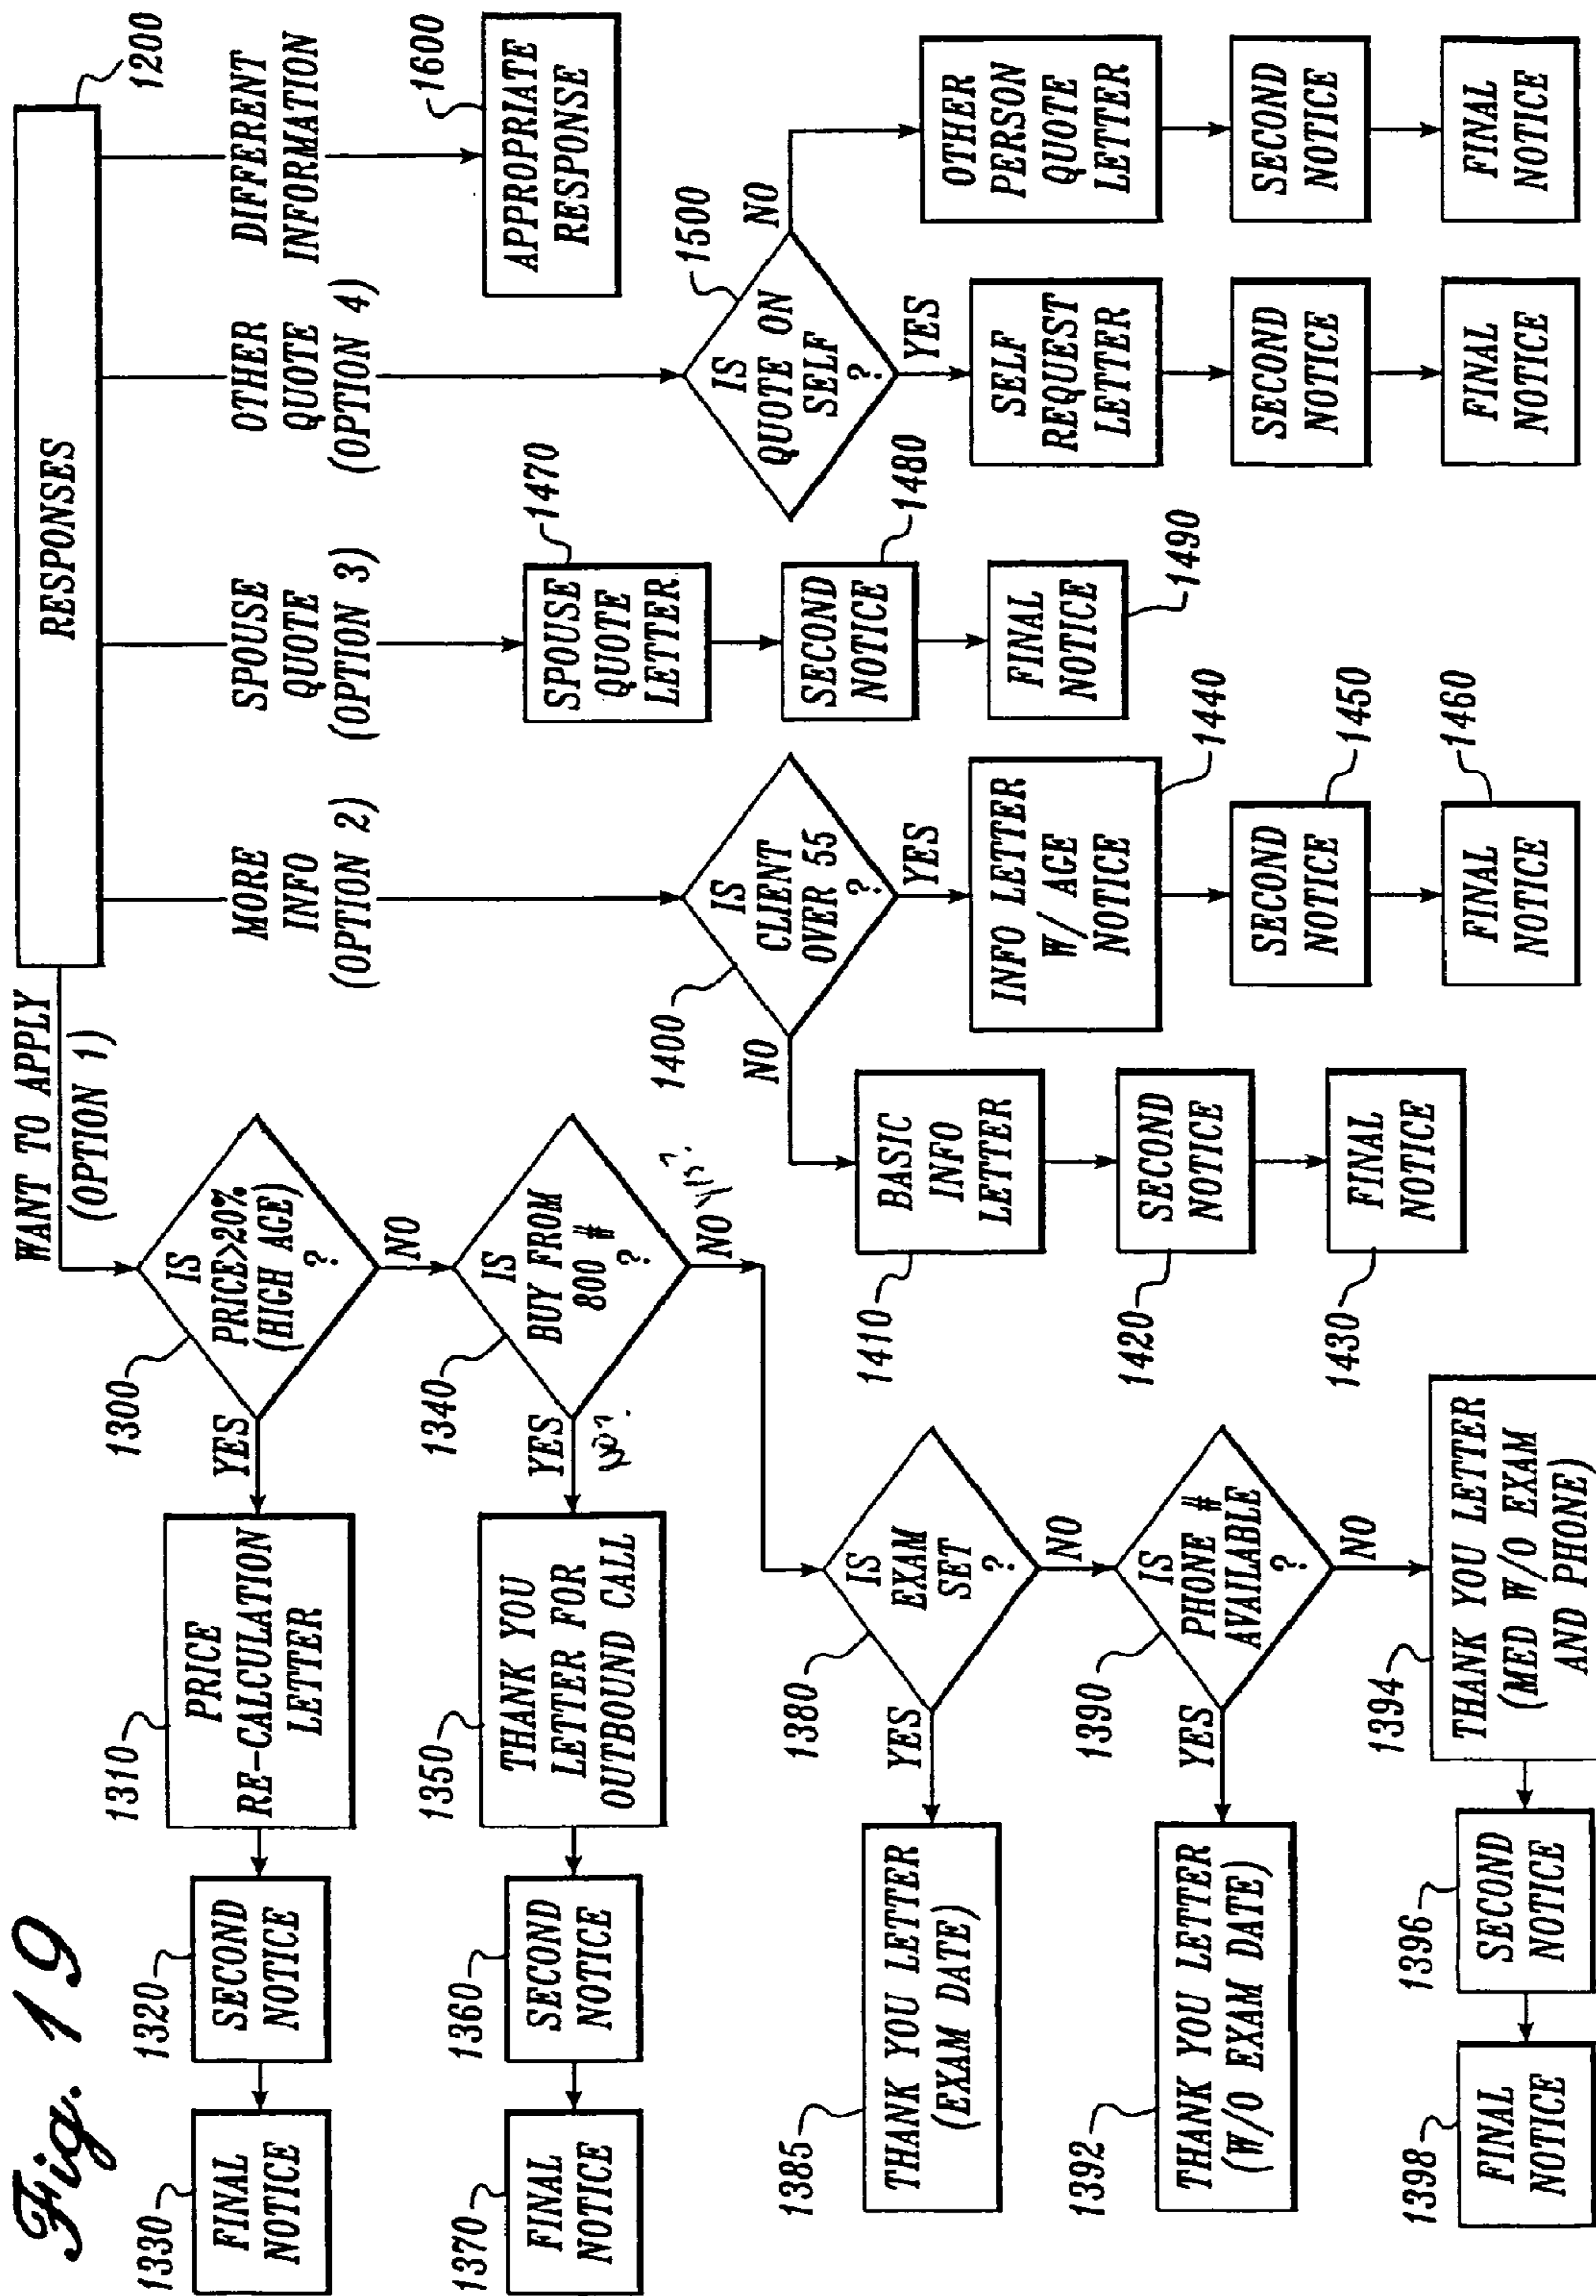 Fig. 19
RESPONSES
1200
WANT TO APPLY
(OPTION 1)
MORE
INFO
(OPTION 2)
SPOUSE
QUOTE
(OPTION 3)
OTHER
QUOTE
(OPTION 4)
DIFFERENT
INFORMATION
1300
IS
PRICE>20%
(HIGH AGE)
?
YES
NO
1310
PRICE
RE-CALCULATION
LETTER
1320
SECOND
NOTICE
1330
FINAL
NOTICE
1340
IS
BUY FROM
800 #
?
YES
NO?
NO
YES?
1350
THANK YOU
LETTER FOR
OUTBOUND CALL
1360
SECOND
NOTICE
1370
FINAL
NOTICE
1380
IS
EXAM
SET
?
YES
NO
1385
THANK YOU LETTER
(EXAM DATE)
1390
IS
PHONE #
AVAILABLE
?
YES
NO
1392
THANK YOU LETTER
(W/O EXAM DATE)
1394
THANK YOU LETTER
(MED W/O EXAM
AND PHONE)
1396
SECOND
NOTICE
1398
FINAL
NOTICE
1400
IS
CLIENT
OVER 55
?
NO
YES
1410
BASIC
INFO
LETTER
1420
SECOND
NOTICE
1430
FINAL
NOTICE
INFO LETTER
W/ AGE
NOTICE
1440
SECOND
NOTICE
1450
FINAL
NOTICE
1460
SPOUSE
QUOTE
LETTER
1470
SECOND
NOTICE
1480
FINAL
NOTICE
1490
IS
QUOTE ON
SELF
?
1500
YES
NO
SELF
REQUEST
LETTER
SECOND
NOTICE
FINAL
NOTICE
OTHER
PERSON
QUOTE
LETTER
SECOND
NOTICE
FINAL
NOTICE
APPROPRIATE
RESPONSE
1600